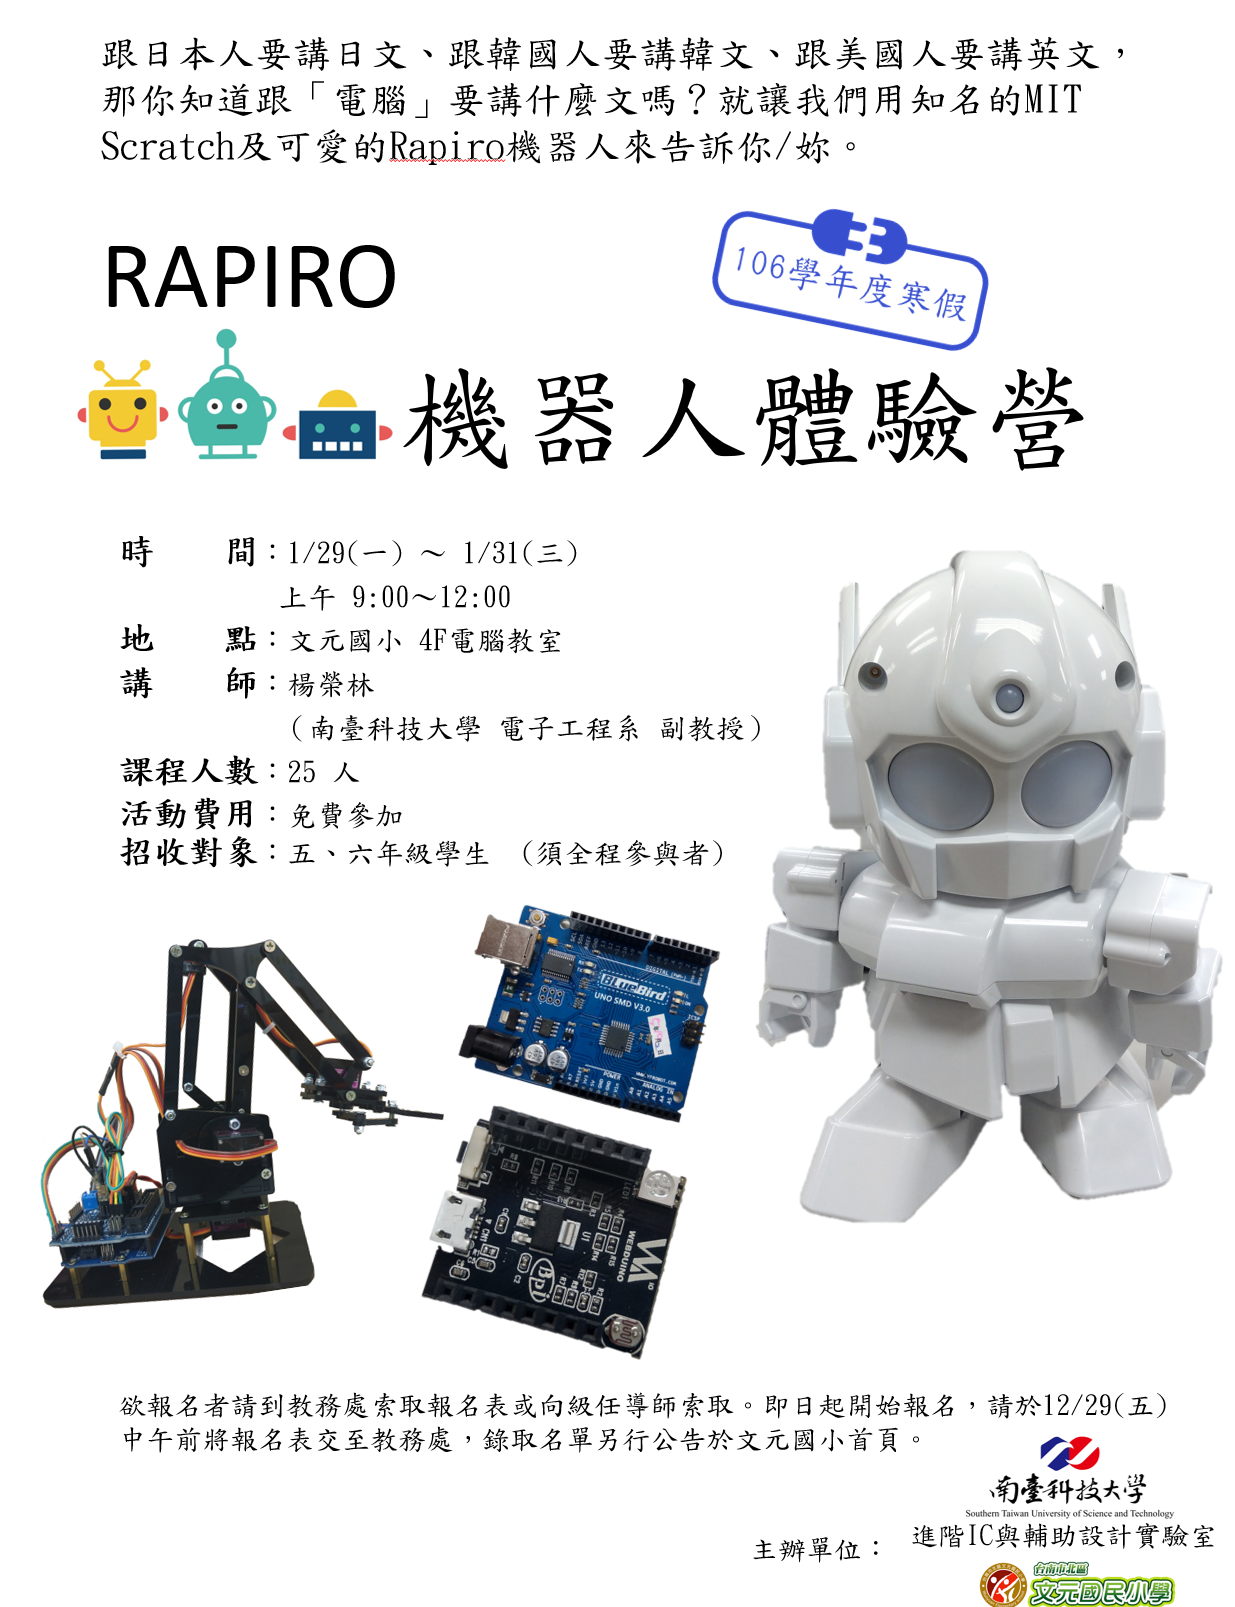 跟日本人要講日文、跟韓國人要講韓文、跟美國人要講英文，
那你知道跟「電腦」要講什麼文嗎？就讓我們用知名的MIT
Scratch及可愛的Rapiro機器人來告訴你/妳。
RAPIRO
106學年度寒假
機器人體驗營
時　　間：1/29(一) ～ 1/31(三)
上午 9:00～12:00
地　　點：文元國小 4F電腦教室
講　　師：楊榮林
（南臺科技大學 電子工程系 副教授）
課程人數：25 人
活動費用：免費參加
招收對象：五、六年級學生 （須全程參與者）
DIGITAL
BLueBird
UNO SMD V3.0
POWER
ANALOG IN
WEBDUINO
Bpi
欲報名者請到教務處索取報名表或向級任導師索取。即日起開始報名，請於12/29(五)
中午前將報名表交至教務處，錄取名單另行公告於文元國小首頁。
南臺科技大學
Southern Taiwan University of Science and Technology
主辦單位：
進階IC與輔助設計實驗室
台南市北區
文元國民小學